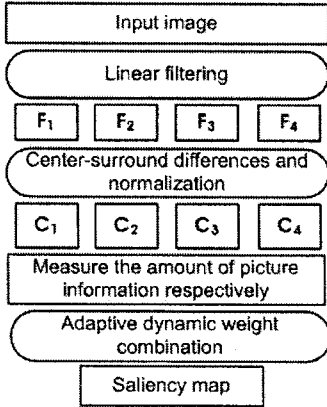 Input image
Linear filtering
F1 F2 F3 F4
Center-surround differences and
normalization
C1 C2 C3 C4
Measure the amount of picture
information respectively
Adaptive dynamic weight
combination
Saliency map